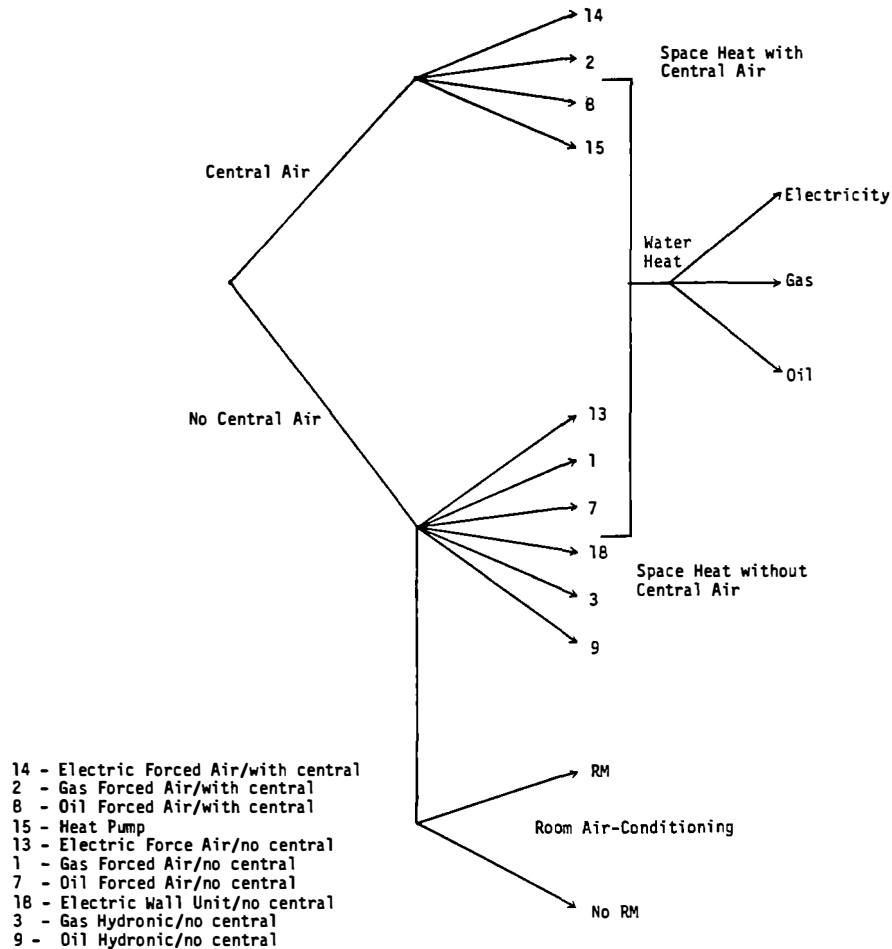 14
2
8
15
Space Heat with
Central Air
Central Air
Water
Heat
Electricity
Gas
Oil
No Central Air
13
1
7
18
3
9
Space Heat without
Central Air
RM
Room Air-Conditioning
No RM
14 - Electric Forced Air/with central
2 - Gas Forced Air/with central
8 - Oil Forced Air/with central
15 - Heat Pump
13 - Electric Force Air/no central
1 - Gas Forced Air/no central
7 - Oil Forced Air/no central
18 - Electric Wall Unit/no central
3 - Gas Hydronic/no central
9 - Oil Hydronic/no central